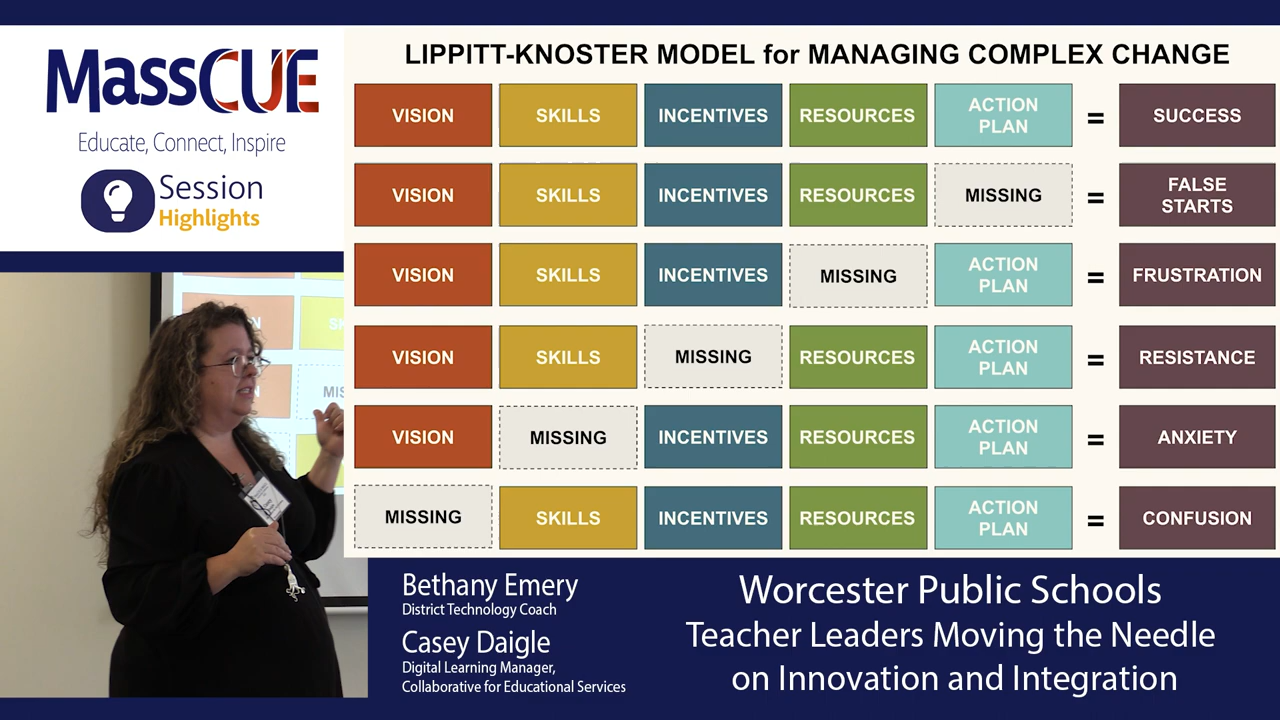 MassCUE
Educate, Connect, Inspire
Session
Highlights
LIPPITT-KNOSTER MODEL for MANAGING COMPLEX CHANGE
VISION SKILLS INCENTIVES RESOURCES ACTION PLAN = SUCCESS
VISION SKILLS INCENTIVES RESOURCES MISSING = FALSE STARTS
VISION SKILLS INCENTIVES MISSING ACTION PLAN = FRUSTRATION
VISION SKILLS MISSING RESOURCES ACTION PLAN = RESISTANCE
VISION MISSING INCENTIVES RESOURCES ACTION PLAN = ANXIETY
MISSING SKILLS INCENTIVES RESOURCES ACTION PLAN = CONFUSION
Bethany Emery
District Technology Coach
Casey Daigle
Digital Learning Manager,
Collaborative for Educational Services
Worcester Public Schools
Teacher Leaders Moving the Needle
on Innovation and Integration